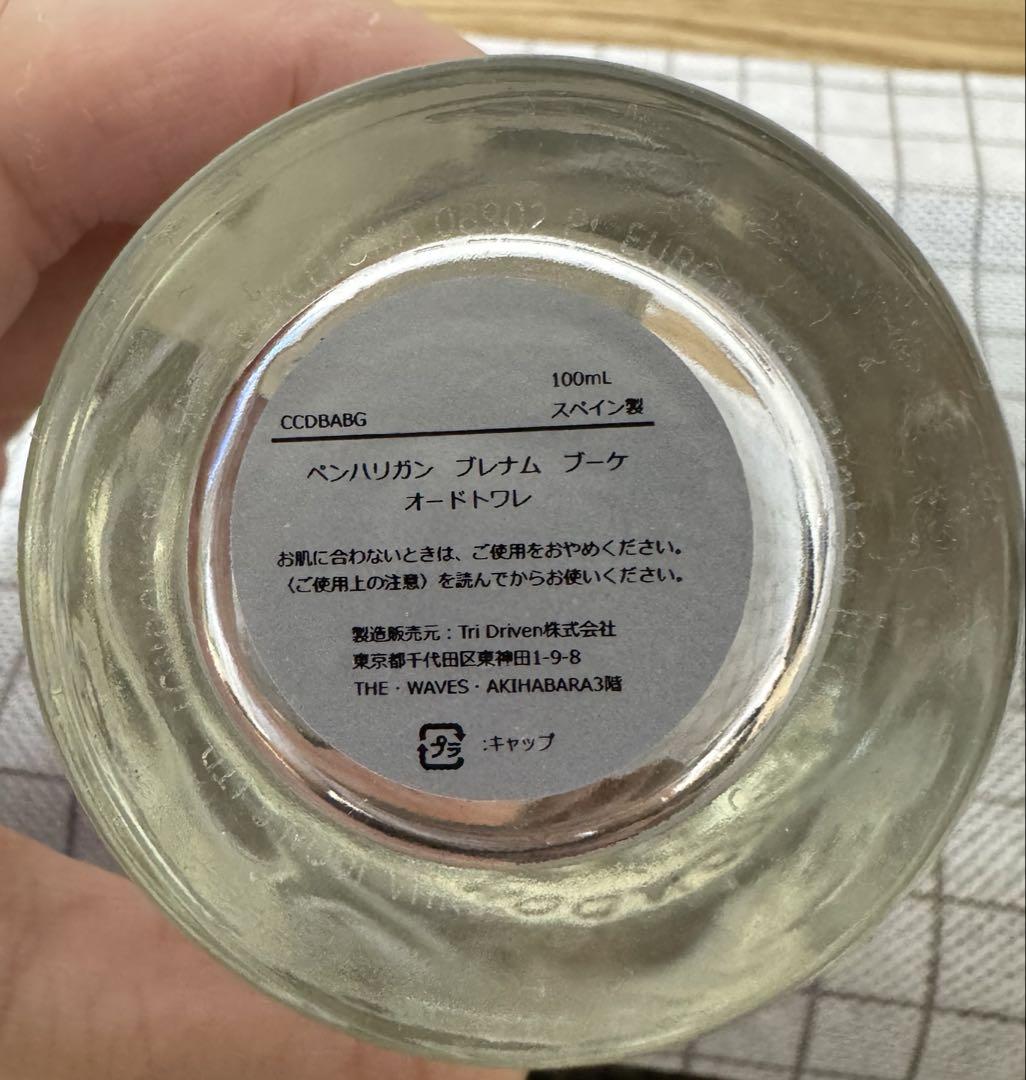 100mL
CCDBABG スペイン製
ペンハリガン ブレナム ブーケ
オードトワレ
お肌に合わないときは、ご使用をおやめください。
〈ご使用上の注意〉を読んでからお使いください。
製造販売元:Tri Driven株式会社
東京都千代田区東神田1-9-8
THE・WAVES・AKIHABARA3階
プラ :キャップ